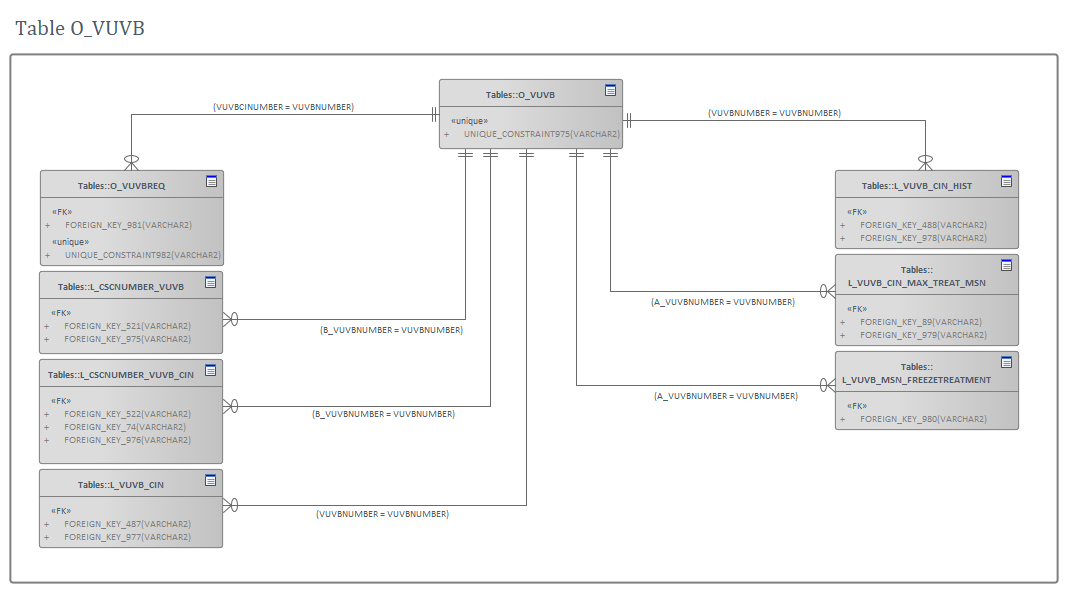 Table O_VUVB
Tables::O_VUVB
«unique»
+ UNIQUE_CONSTRAINT975(VARCHAR2)
(VUVBCINUMBER = VUVBNUMBER)
(VUVBNUMBER = VUVBNUMBER)
Tables::O_VUVBREQ
«FK»
+ FOREIGN_KEY_981(VARCHAR2)
«unique»
+ UNIQUE_CONSTRAINT982(VARCHAR2)
Tables::L_CSCNUMBER_VUVB
«FK»
+ FOREIGN_KEY_521(VARCHAR2)
+ FOREIGN_KEY_975(VARCHAR2)
(B_VUVBNUMBER = VUVBNUMBER)
Tables::L_CSCNUMBER_VUVB_CIN
«FK»
+ FOREIGN_KEY_522(VARCHAR2)
+ FOREIGN_KEY_74(VARCHAR2)
+ FOREIGN_KEY_976(VARCHAR2)
(B_VUVBNUMBER = VUVBNUMBER)
Tables::L_VUVB_CIN
«FK»
+ FOREIGN_KEY_487(VARCHAR2)
+ FOREIGN_KEY_977(VARCHAR2)
(VUVBNUMBER = VUVBNUMBER)
Tables::L_VUVB_CIN_HIST
«FK»
+ FOREIGN_KEY_488(VARCHAR2)
+ FOREIGN_KEY_978(VARCHAR2)
Tables::
L_VUVB_CIN_MAX_TREAT_MSN
«FK»
+ FOREIGN_KEY_89(VARCHAR2)
+ FOREIGN_KEY_979(VARCHAR2)
(A_VUVBNUMBER = VUVBNUMBER)
Tables::
L_VUVB_MSN_FREEZETREATMENT
«FK»
+ FOREIGN_KEY_980(VARCHAR2)
(A_VUVBNUMBER = VUVBNUMBER)